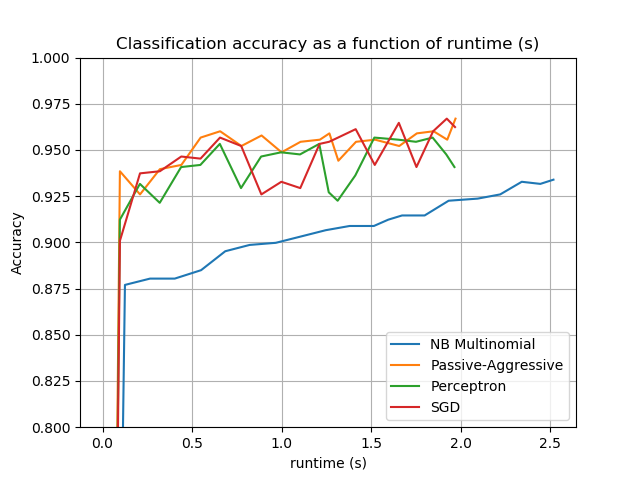 Classification accuracy as a function of runtime (s)
1.000
0.975
0.950
0.925
0.900
0.875
0.850
0.825
0.800
Accuracy
NB Multinomial
Passive-Aggressive
Perceptron
SGD
0.0 0.5 1.0 1.5 2.0 2.5
runtime (s)